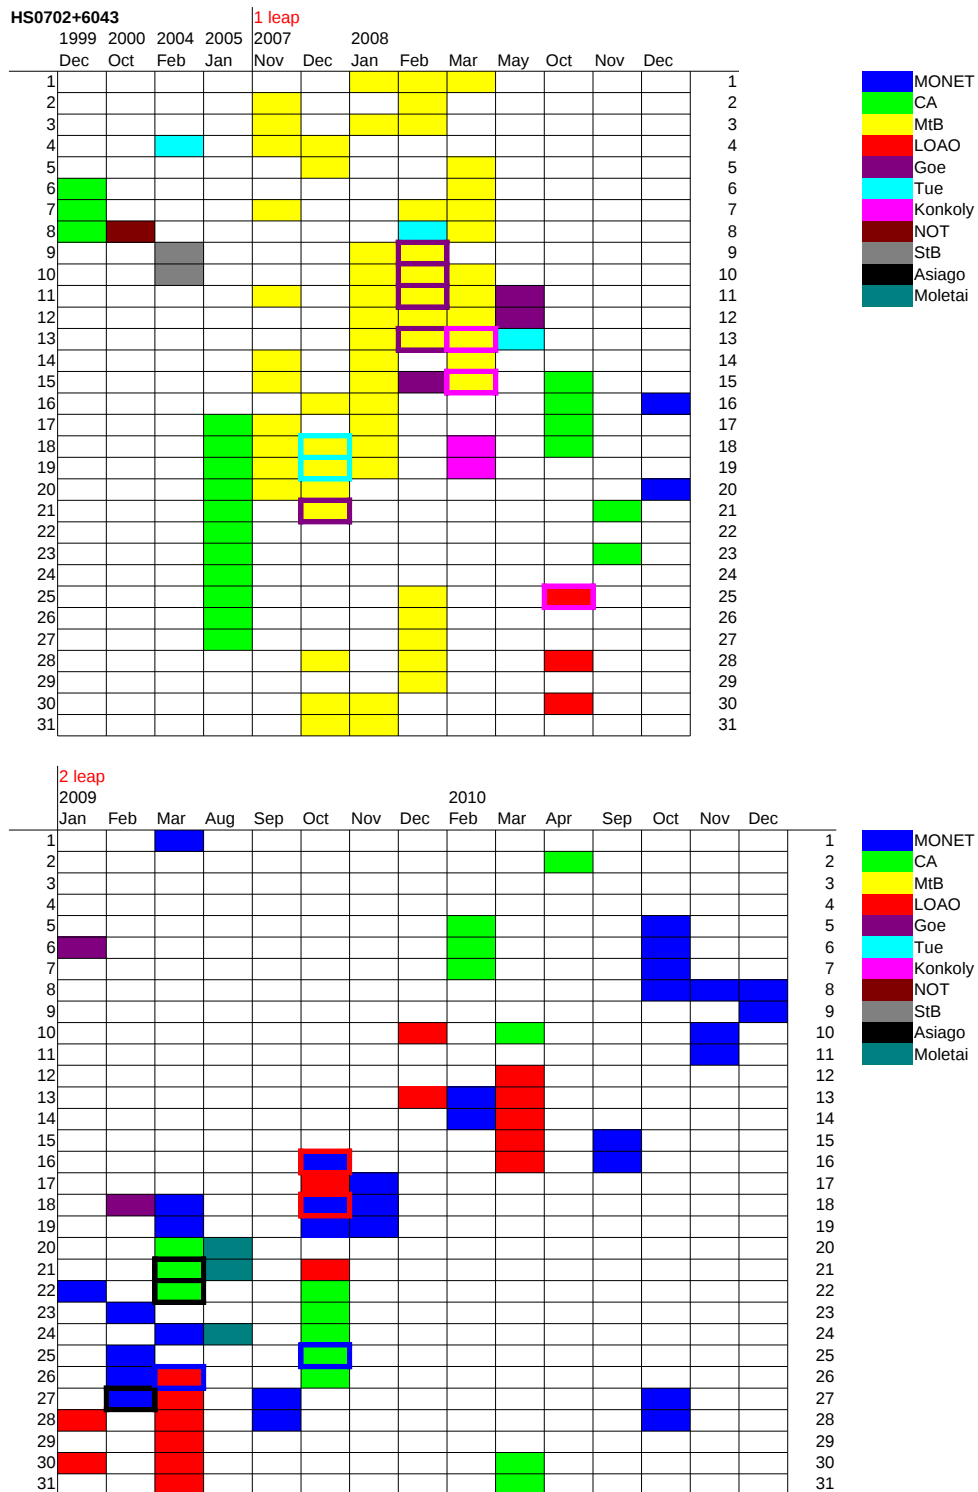 HS0702+6043 1 leap
1999 2000 2004 2005 2007 2008
Dec Oct Feb Jan Nov Dec Jan Feb Mar May Oct Nov Dec
1 1 MONET
2 2 CA
3 3 MtB
4 4 LOAO
5 5 Goe
6 6 Tue
7 7 Konkoly
8 8 NOT
9 9 StB
10 10 Asiago
11 11 Moletai
12 12
13 13
14 14
15 15
16 16
17 17
18 18
19 19
20 20
21 21
22 22
23 23
24 24
25 25
26 26
27 27
28 28
29 29
30 30
31 31
2 leap
2009 2010
Jan Feb Mar Aug Sep Oct Nov Dec Feb Mar Apr Sep Oct Nov Dec
1 1 MONET
2 2 CA
3 3 MtB
4 4 LOAO
5 5 Goe
6 6 Tue
7 7 Konkoly
8 8 NOT
9 9 StB
10 10 Asiago
11 11 Moletai
12 12
13 13
14 14
15 15
16 16
17 17
18 18
19 19
20 20
21 21
22 22
23 23
24 24
25 25
26 26
27 27
28 28
29 29
30 30
31 31